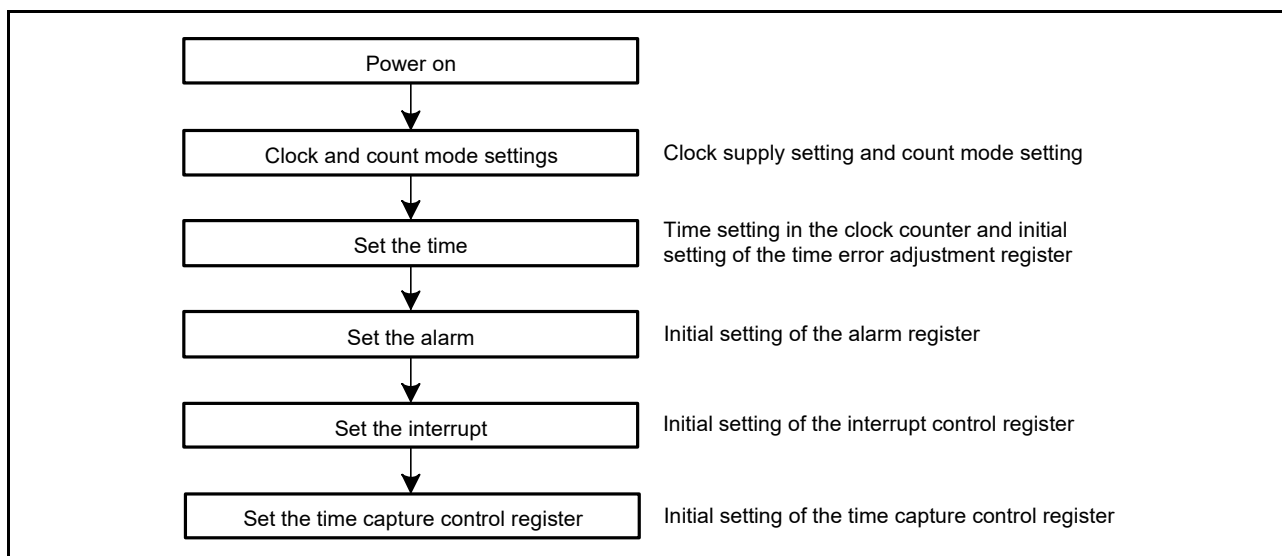 Power on
Clock and count mode settings
Clock supply setting and count mode setting
Set the time
Time setting in the clock counter and initial
setting of the time error adjustment register
Set the alarm
Initial setting of the alarm register
Set the interrupt
Initial setting of the interrupt control register
Set the time capture control register
Initial setting of the time capture control register